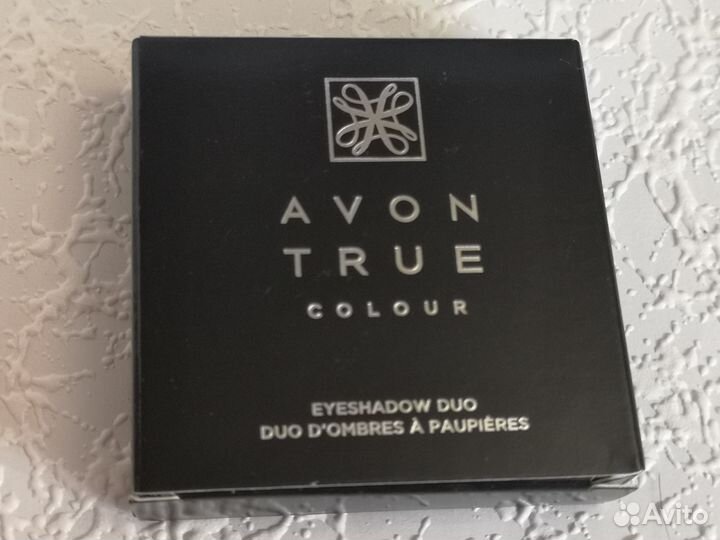 AVON
TRUE
COLOUR
EYESHADOW DUO
DUO D'OMBRES À PAUPIÈRES
Avito